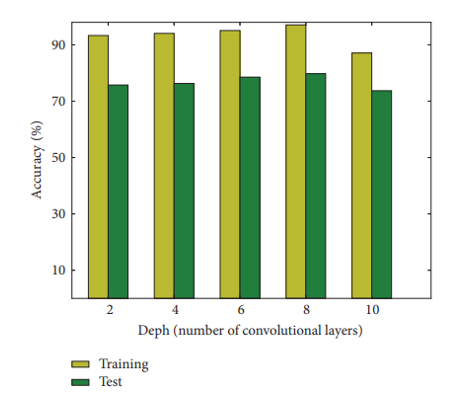 90
70
50
30
10
Accuracy (%)
2 4 6 8 10
Deph (number of convolutional layers)
Training
Test